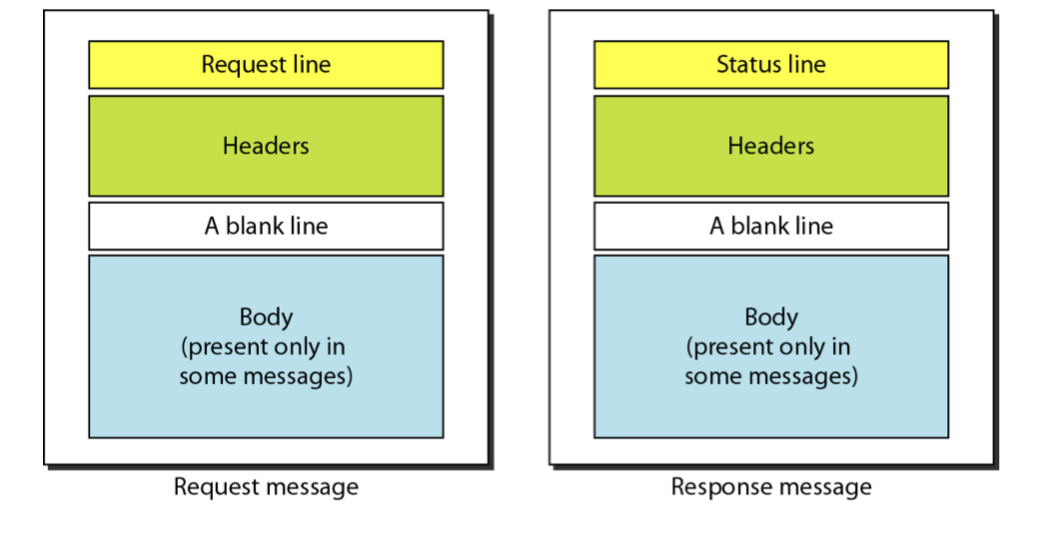 Request line
Headers
A blank line
Body
(present only in
some messages)
Request message
Status line
Headers
A blank line
Body
(present only in
some messages)
Response message